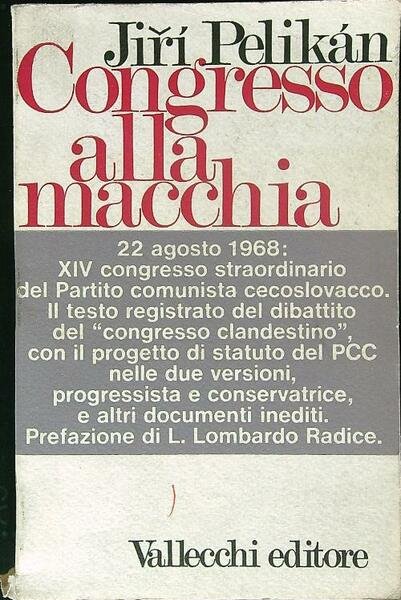 Jiří Pelikán
Congresso
alla
macchia
22 agosto 1968:
XIV congresso straordinario
del Partito comunista cecoslovacco.
Il testo registrato del dibattito
del "congresso clandestino",
con il progetto di statuto del PCC
nelle due versioni,
progressista e conservatrice,
e altri documenti inediti.
Prefazione di L. Lombardo Radice.
Vallecchi editore